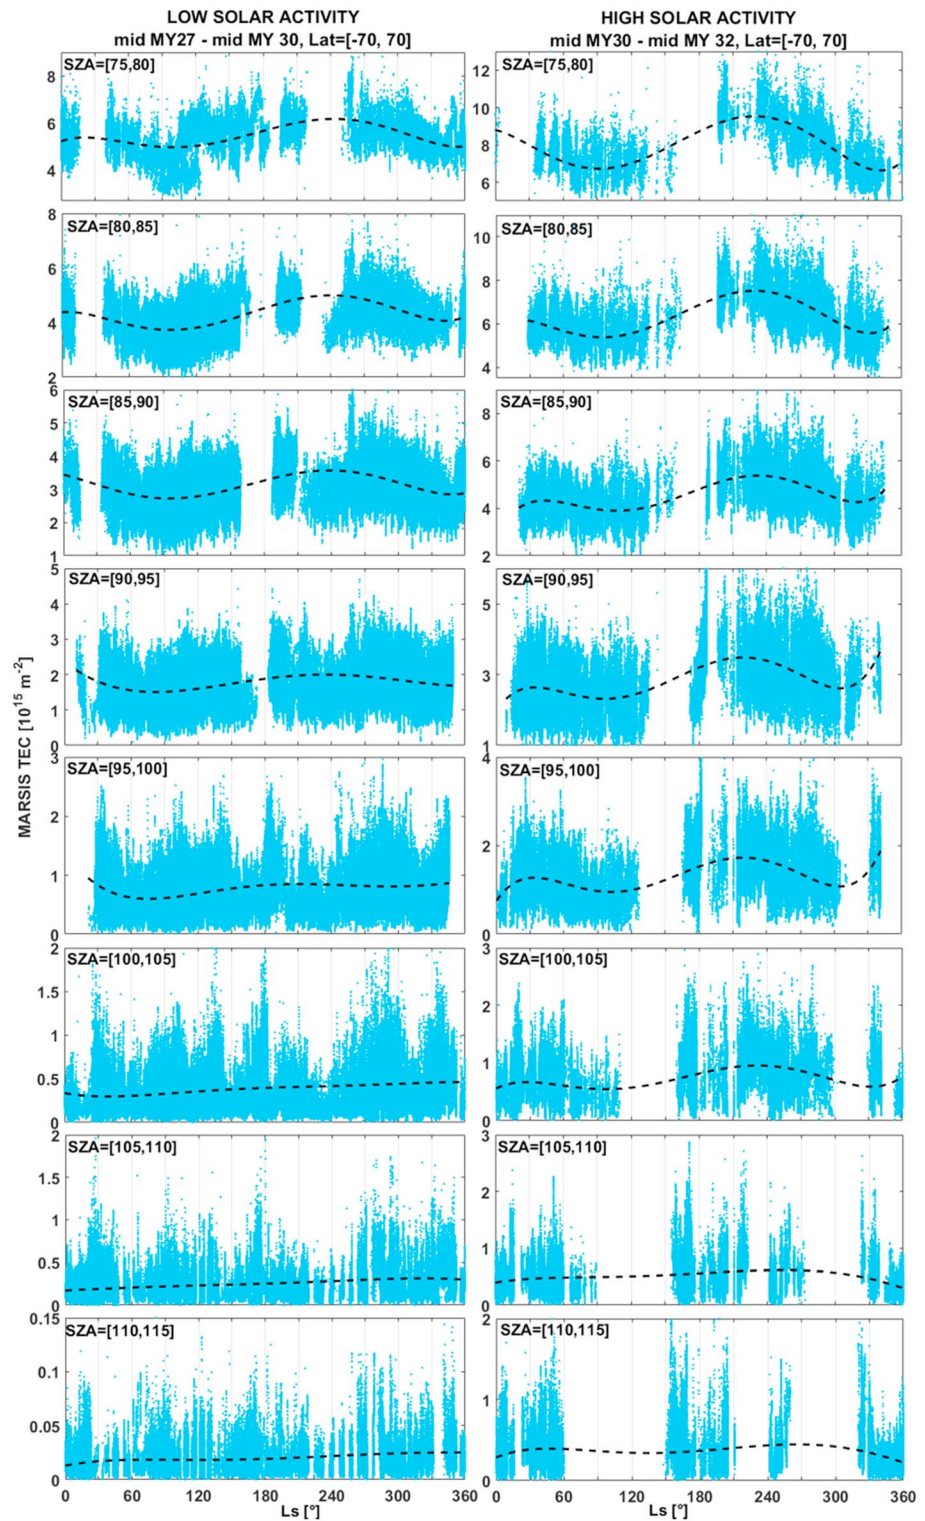 LOW SOLAR ACTIVITY
mid MY27 - mid MY 30, Lat=[-70, 70]
HIGH SOLAR ACTIVITY
mid MY30 - mid MY 32, Lat=[-70, 70]
MARSIS TEC [10^15 m^-2]
SZA=[75,80]
8
6
4
SZA=[75,80]
12
10
8
6
SZA=[80,85]
8
6
4
2
SZA=[80,85]
10
8
6
4
SZA=[85,90]
6
5
4
3
2
1
SZA=[85,90]
8
6
4
2
SZA=[90,95]
5
4
3
2
1
0
SZA=[90,95]
5
3
1
SZA=[95,100]
3
2
1
0
SZA=[95,100]
4
2
0
SZA=[100,105]
2
1.5
1
0.5
0
SZA=[100,105]
3
2
1
0
SZA=[105,110]
2
1.5
1
0.5
0
SZA=[105,110]
3
2
1
0
SZA=[110,115]
0.15
0.1
0.05
0
SZA=[110,115]
2
1
0
0 60 120 180 240 300 360
Ls [°]
0 60 120 180 240 300 360
Ls [°]